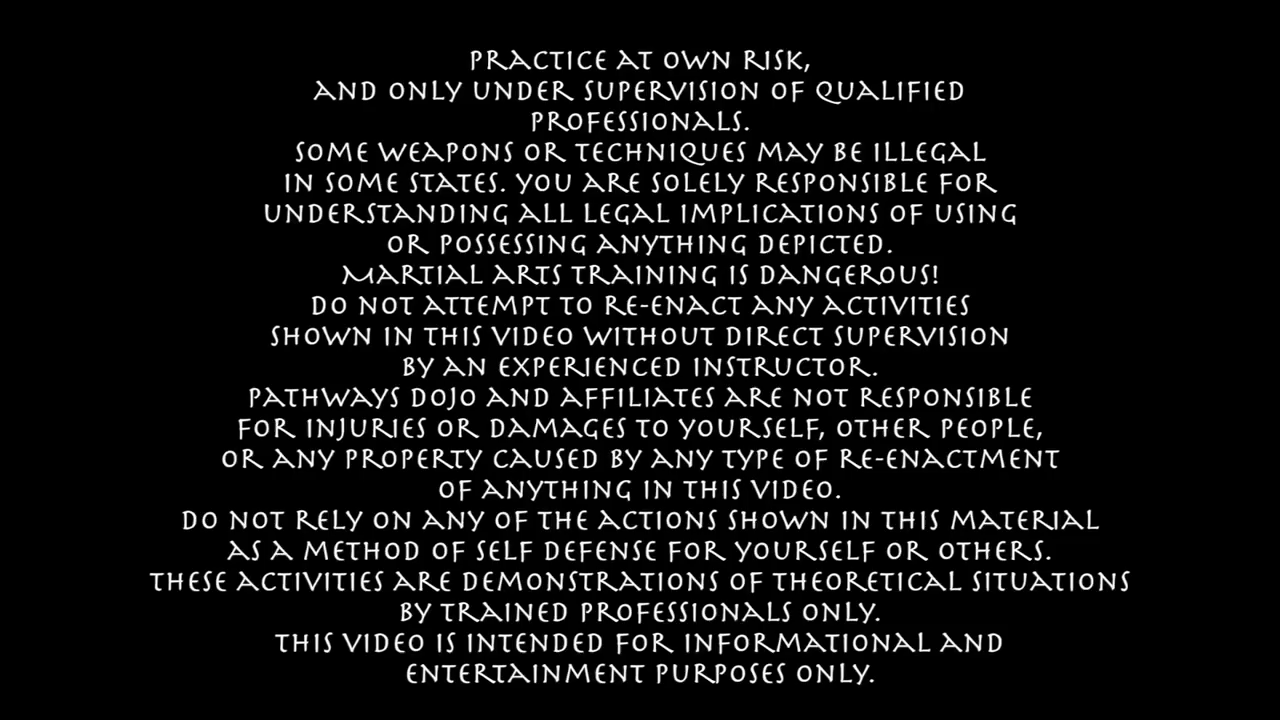 PRACTICE AT OWN RISK,
AND ONLY UNDER SUPERVISION OF QUALIFIED
PROFESSIONALS.
SOME WEAPONS OR TECHNIQUES MAY BE ILLEGAL
IN SOME STATES. YOU ARE SOLELY RESPONSIBLE FOR
UNDERSTANDING ALL LEGAL IMPLICATIONS OF USING
OR POSSESSING ANYTHING DEPICTED.
MARTIAL ARTS TRAINING IS DANGEROUS!
DO NOT ATTEMPT TO RE-ENACT ANY ACTIVITIES
SHOWN IN THIS VIDEO WITHOUT DIRECT SUPERVISION
BY AN EXPERIENCED INSTRUCTOR.
PATHWAYS DOJO AND AFFILIATES ARE NOT RESPONSIBLE
FOR INJURIES OR DAMAGES TO YOURSELF, OTHER PEOPLE,
OR ANY PROPERTY CAUSED BY ANY TYPE OF RE-ENACTMENT
OF ANYTHING IN THIS VIDEO.
DO NOT RELY ON ANY OF THE ACTIONS SHOWN IN THIS MATERIAL
AS A METHOD OF SELF DEFENSE FOR YOURSELF OR OTHERS.
THESE ACTIVITIES ARE DEMONSTRATIONS OF THEORETICAL SITUATIONS
BY TRAINED PROFESSIONALS ONLY.
THIS VIDEO IS INTENDED FOR INFORMATIONAL AND
ENTERTAINMENT PURPOSES ONLY.